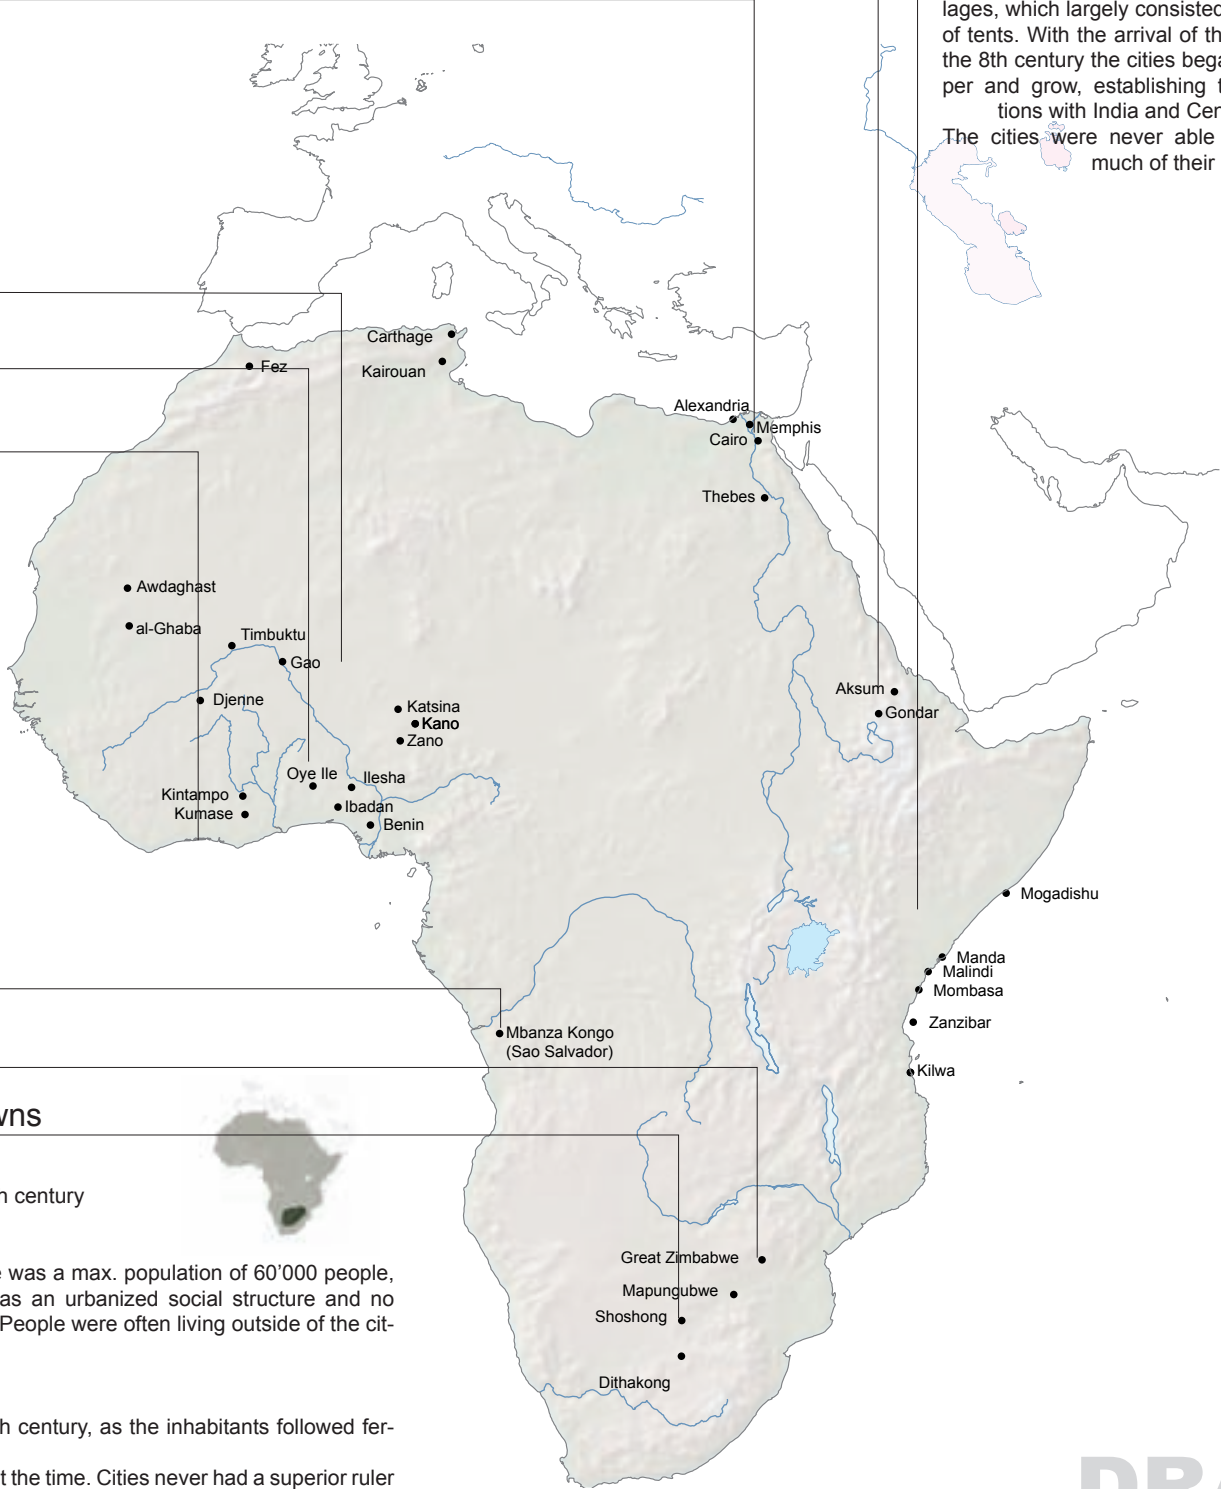 lages, which largely consisted
of tents. With the arrival of th
the 8th century the cities bega
per and grow, establishing t
tions with India and Cen
The cities were never able
much of their
Carthage
Fez
Kairouan
Alexandria
Memphis
Cairo
Thebes
Awdaghast
al-Ghaba
Timbuktu
Gao
Djenne
Aksum
Gondar
Katsina
Kano
Zano
Oye Ile
Ilesha
Kintampo
Ibadan
Kumase
Benin
Mogadishu
Manda
Malindi
Mombasa
Zanzibar
Mbanza Kongo
(Sao Salvador)
Kilwa
wns
h century
e was a max. population of 60’000 people,
as an urbanized social structure and no
People were often living outside of the cit-
Great Zimbabwe
Mapungubwe
Shoshong
Dithakong
h century, as the inhabitants followed fer-
t the time. Cities never had a superior ruler